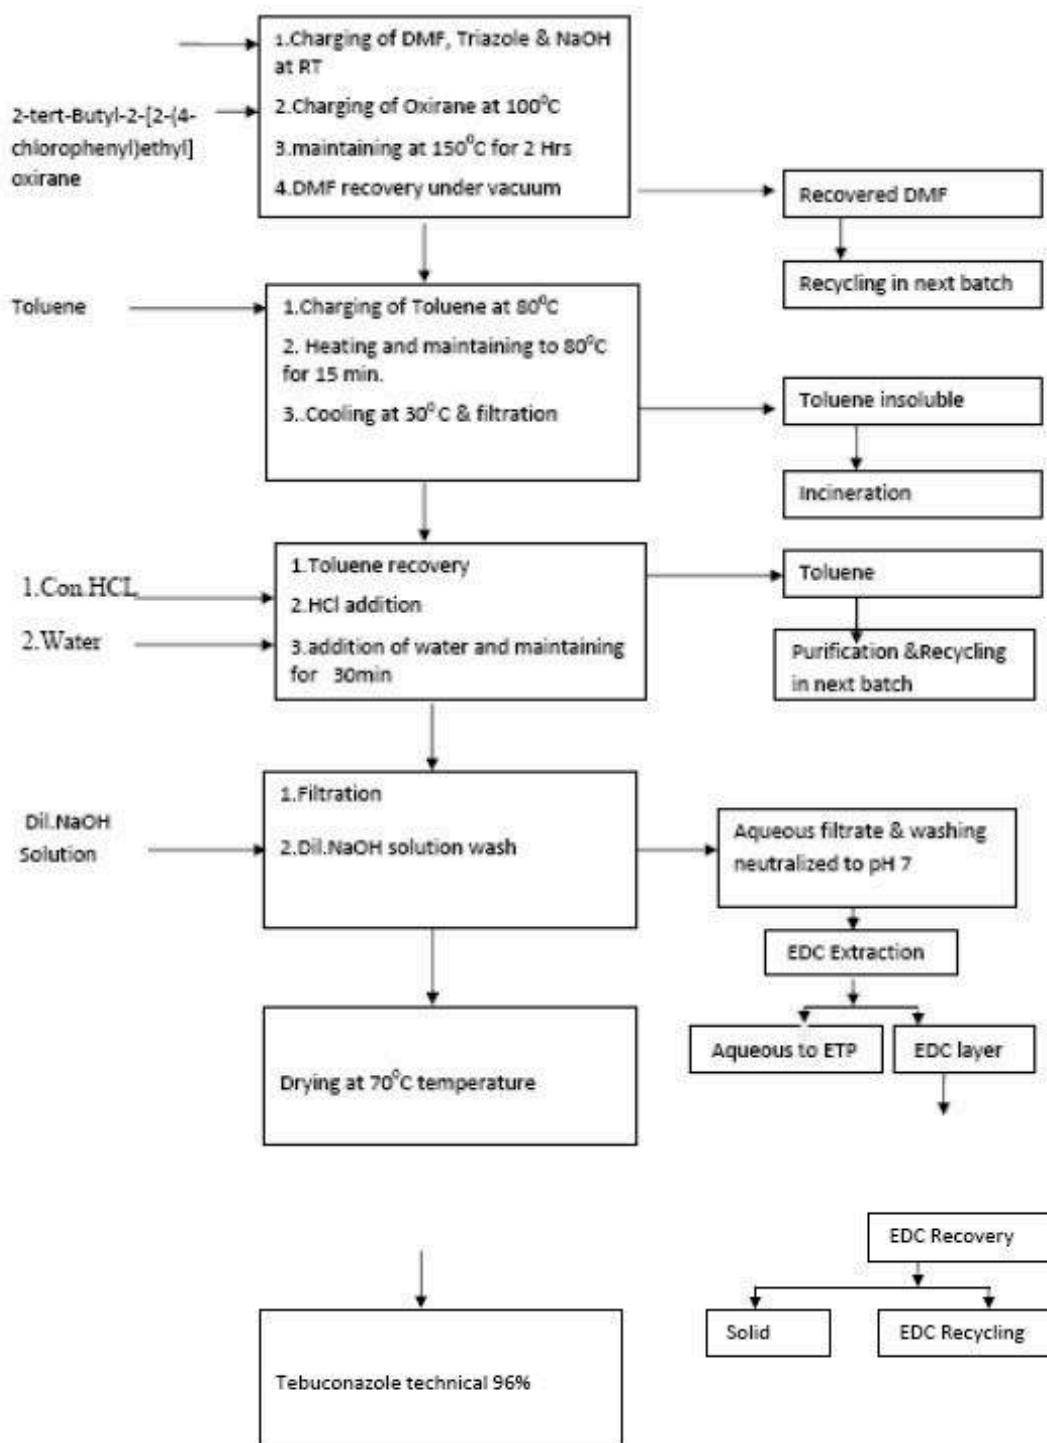 1.Charging of DMF, Triazole & NaOH
at RT
2-tert-Butyl-2-[2-(4-
chlorophenyl)ethyl]
oxirane
2.Charging of Oxirane at 100⁰C
3.maintaining at 150⁰C for 2 Hrs
4.DMF recovery under vacuum
Recovered DMF
Recycling in next batch
Toluene
1.Charging of Toluene at 80⁰C
2. Heating and maintaining to 80⁰C
for 15 min.
3..Cooling at 30⁰ C & filtration
Toluene insoluble
Incineration
1.Con.HCL
2.Water
1.Toluene recovery
2.HCl addition
3.addition of water and maintaining
for 30min
Toluene
Purification &Recycling
in next batch
Dil.NaOH
Solution
1.Filtration
2.Dil.NaOH solution wash
Aqueous filtrate & washing
neutralized to pH 7
EDC Extraction
Aqueous to ETP
EDC layer
Drying at 70⁰C temperature
EDC Recovery
Solid
EDC Recycling
Tebuconazole technical 96%